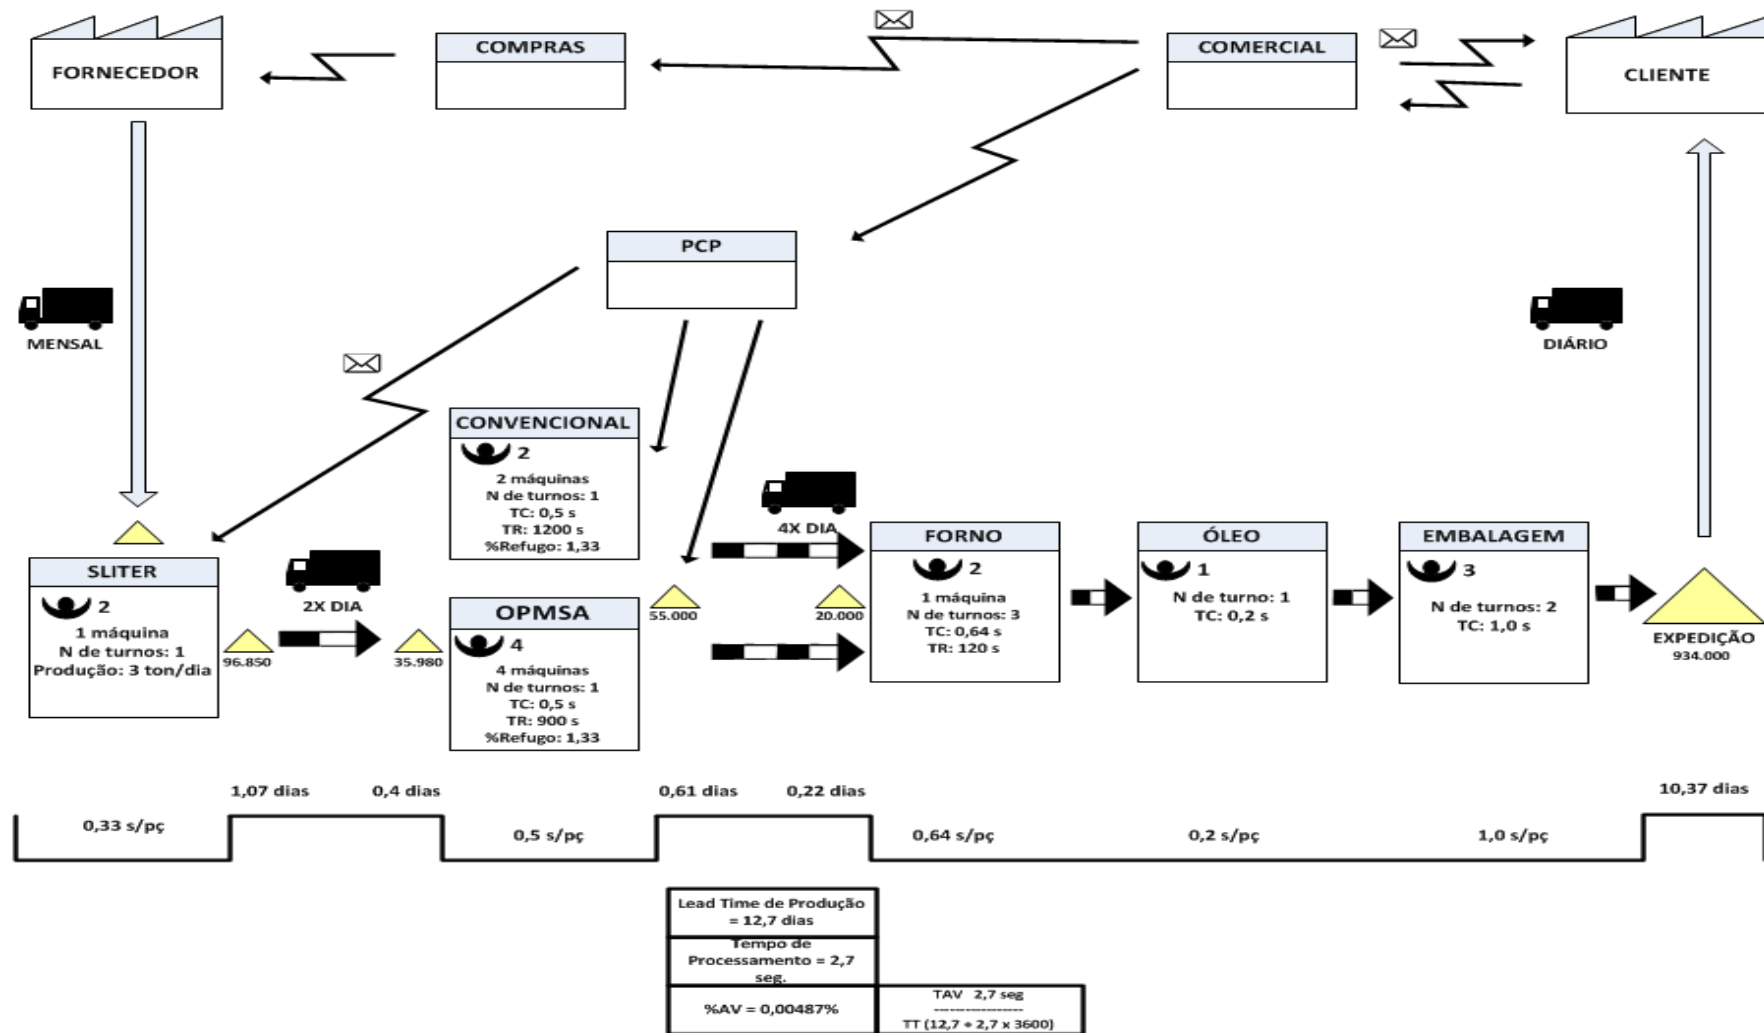 FORNECEDOR
COMPRAS
COMERCIAL
CLIENTE
PCP
MENSAL
DIÁRIO
CONVENCIONAL
2
2 máquinas
N de turnos: 1
TC: 0,5 s
TR: 1200 s
%Refugo: 1,33
SLITER
2
1 máquina
N de turnos: 1
Produção: 3 ton/dia
96.850
2X DIA
35.980
OPMSA
4
4 máquinas
N de turnos: 1
TC: 0,5 s
TR: 900 s
%Refugo: 1,33
55.000
4X DIA
20.000
FORNO
2
1 máquina
N de turnos: 3
TC: 0,64 s
TR: 120 s
ÓLEO
1
N de turno: 1
TC: 0,2 s
EMBALAGEM
3
N de turnos: 2
TC: 1,0 s
EXPEDIÇÃO
934.000
1,07 dias
0,4 dias
0,61 dias
0,22 dias
10,37 dias
0,33 s/pç
0,5 s/pç
0,64 s/pç
0,2 s/pç
1,0 s/pç
Lead Time de Produção
= 12,7 dias
Tempo de
Processamento = 2,7
seg.
%AV = 0,00487%
TAV 2,7 seg
------------------
TT (12,7 + 2,7 x 3600)